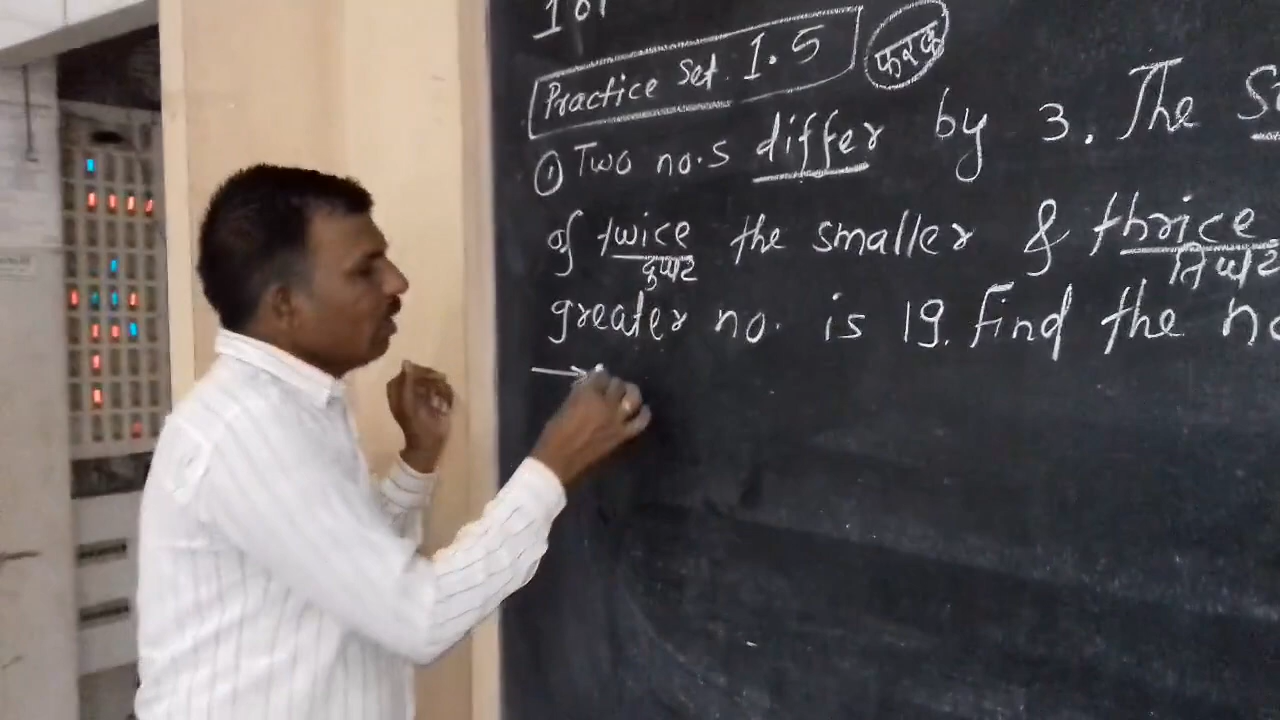 Practice Set 1.5 फरक
① Two no.s differ by 3. The
of twice the smaller & thrice
दुप्पट तिप्पट
greater no. is 19. Find the
→